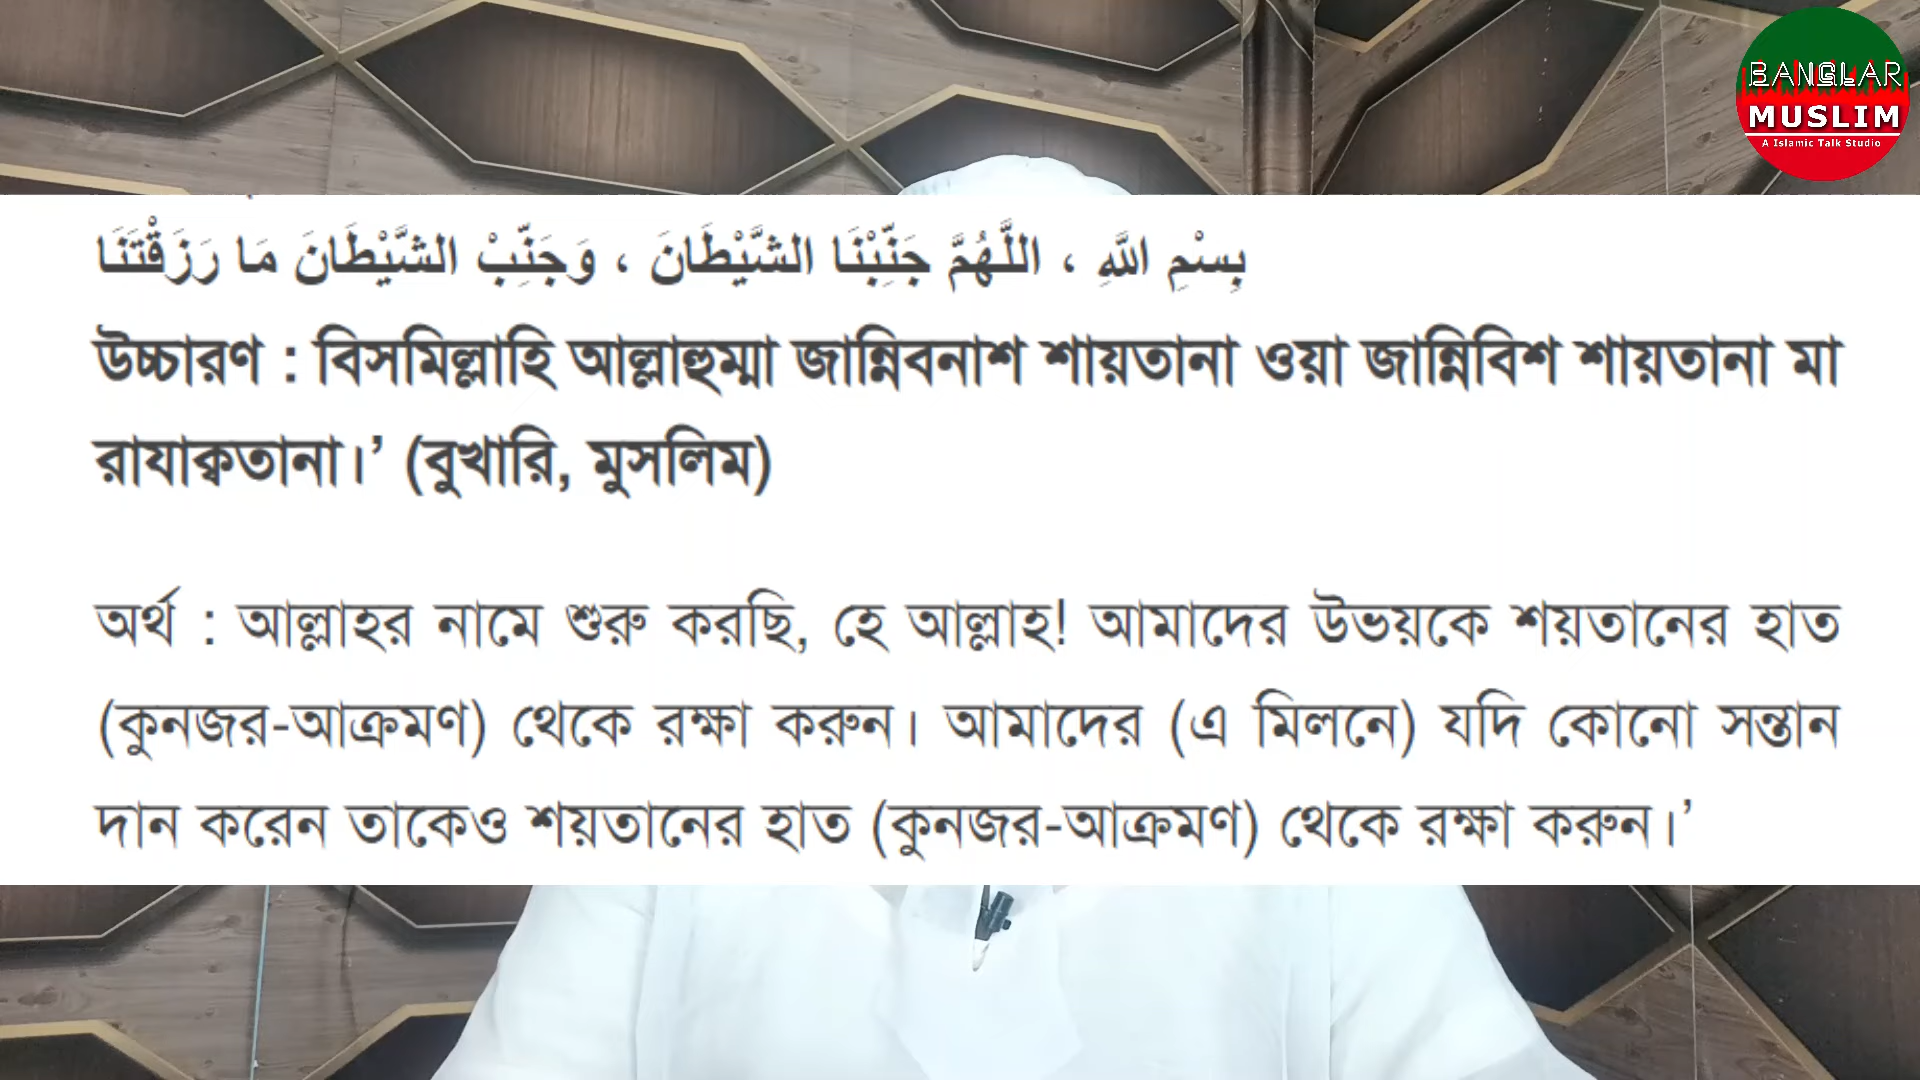 BANGLAR
MUSLIM
A Islamic Talk Studio
بِسْمِ اللَّهِ ، اللَّهُمَّ جَنِّبْنَا الشَّيْطَانَ ، وَجَنِّبْ الشَّيْطَانَ مَا رَزَقْتَنَا
উচ্চারণ : বিসমিল্লাহি আল্লাহুম্মা জান্নিবনাশ শায়তানা ওয়া জান্নিবিশ শায়তানা মা
রাযাক্বতানা।’ (বুখারি, মুসলিম)
অর্থ : আল্লাহর নামে শুরু করছি, হে আল্লাহ! আমাদের উভয়কে শয়তানের হাত
(কুনজর-আক্রমণ) থেকে রক্ষা করুন। আমাদের (এ মিলনে) যদি কোনো সন্তান
দান করেন তাকেও শয়তানের হাত (কুনজর-আক্রমণ) থেকে রক্ষা করুন।’